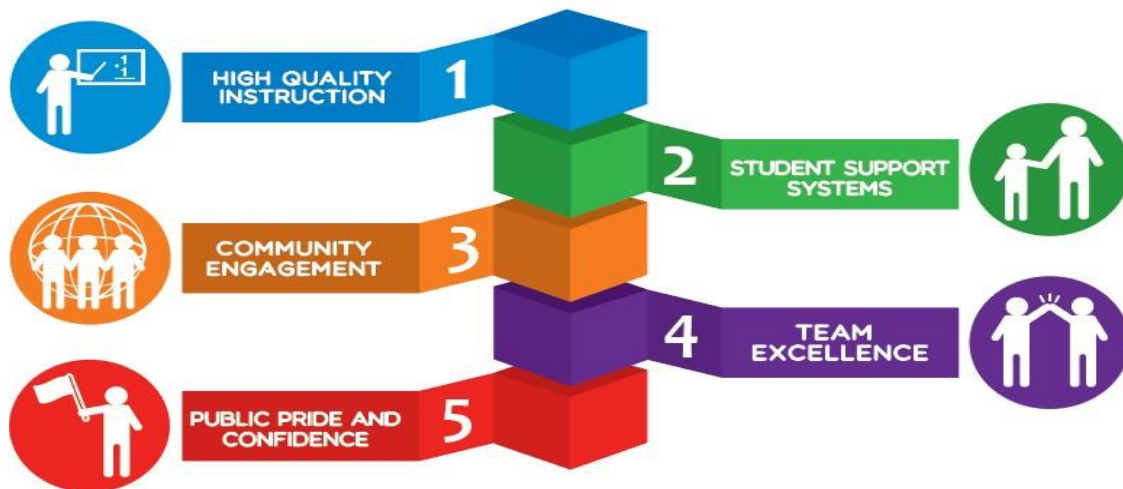 HIGH QUALITY
INSTRUCTION
1
2
STUDENT SUPPORT
SYSTEMS
COMMUNITY
ENGAGEMENT
3
4
TEAM
EXCELLENCE
PUBLIC PRIDE AND
CONFIDENCE
5